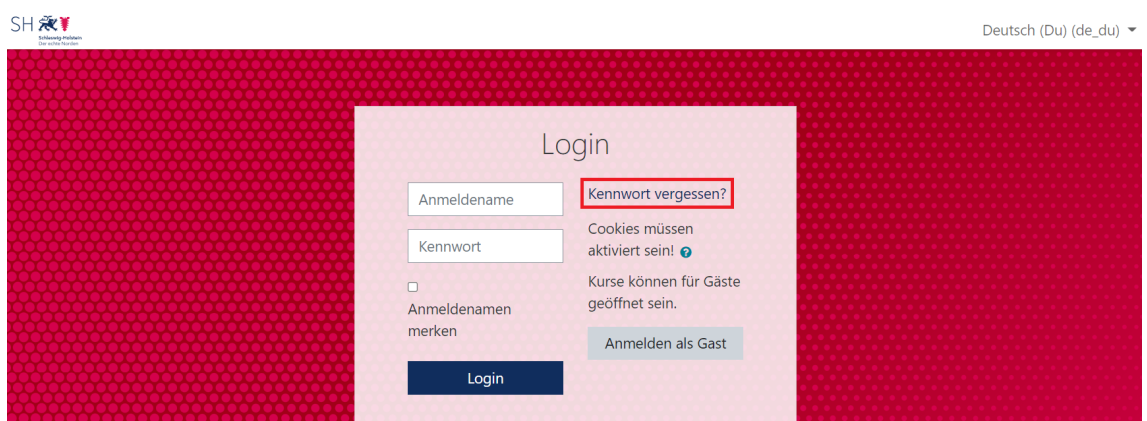 SH
Schleswig-Holstein
Der echte Norden
Deutsch (Du) (de_du)
Login
Anmeldename
Kennwort
Anmeldenamen
merken
Login
Kennwort vergessen?
Cookies müssen
aktiviert sein! ?
Kurse können für Gäste
geöffnet sein.
Anmelden als Gast